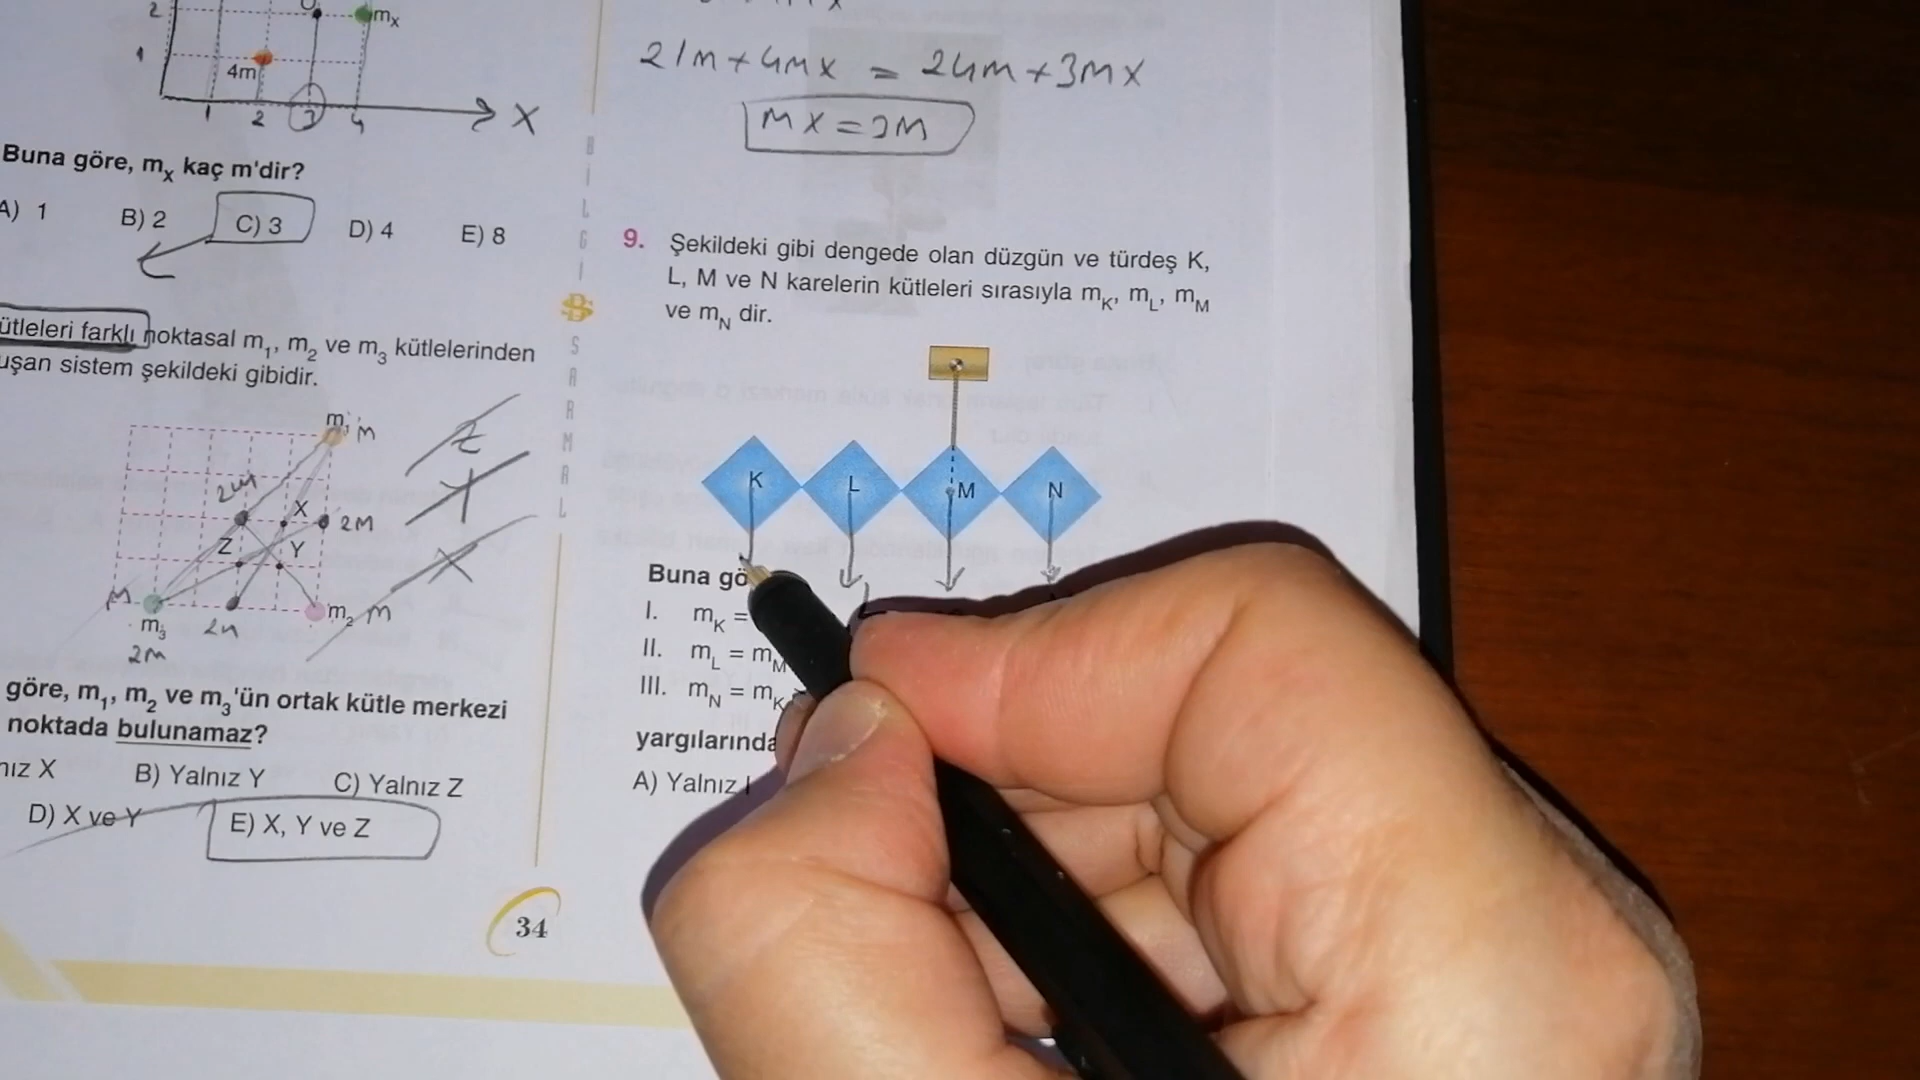 2
mx
1
4m
1 2 3 4 X
Buna göre, mx kaç m'dir?
A) 1 B) 2 C) 3 D) 4 E) 8
ütleleri farklı noktasal m1, m2 ve m3 kütlelerinden
uşan sistem şekildeki gibidir.
m1 m
2m
X 2m
Z Y
m m2 m
m3 2m
2m
Z
Y
X
göre, m1, m2 ve m3'ün ortak kütle merkezi
noktada bulunamaz?
nız X B) Yalnız Y C) Yalnız Z
D) X ve Y E) X, Y ve Z
34
BİLGİ
SARMAL
21m+4mx = 24m+3mx
mx=3m
9. Şekildeki gibi dengede olan düzgün ve türdeş K,
L, M ve N karelerin kütleleri sırasıyla mK, mL, mM
ve mN dir.
K L M N
Buna gö
I. mK =
II. mL = mM
III. mN = mK
yargılarında
A) Yalnız I